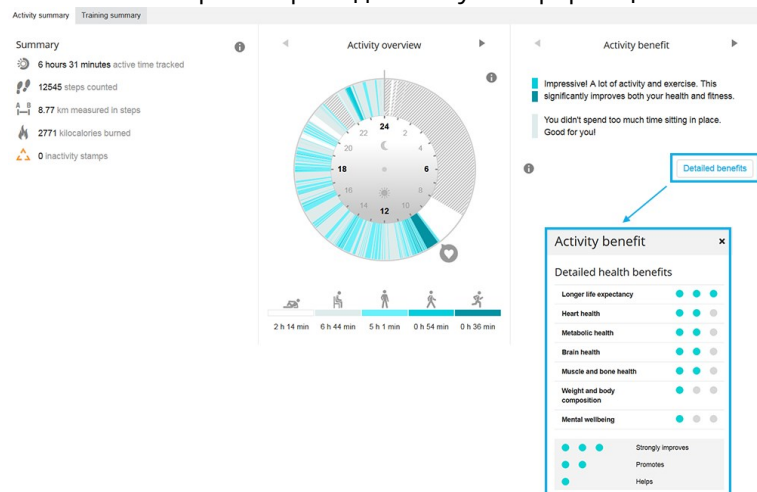 Activity summary
Training summary
Summary
6 hours 31 minutes active time tracked
12545 steps counted
A B
8.77 km measured in steps
2771 kilocalories burned
0 inactivity stamps
Activity overview
24
22 2
20 4
18 6
16 8
14 10
12
2 h 14 min 6 h 44 min 5 h 1 min 0 h 54 min 0 h 36 min
Activity benefit
Impressive! A lot of activity and exercise. This
significantly improves both your health and fitness.
You didn't spend too much time sitting in place.
Good for you!
Detailed benefits
Activity benefit x
Detailed health benefits
Longer life expectancy
Heart health
Metabolic health
Brain health
Muscle and bone health
Weight and body
composition
Mental wellbeing
Strongly improves
Promotes
Helps